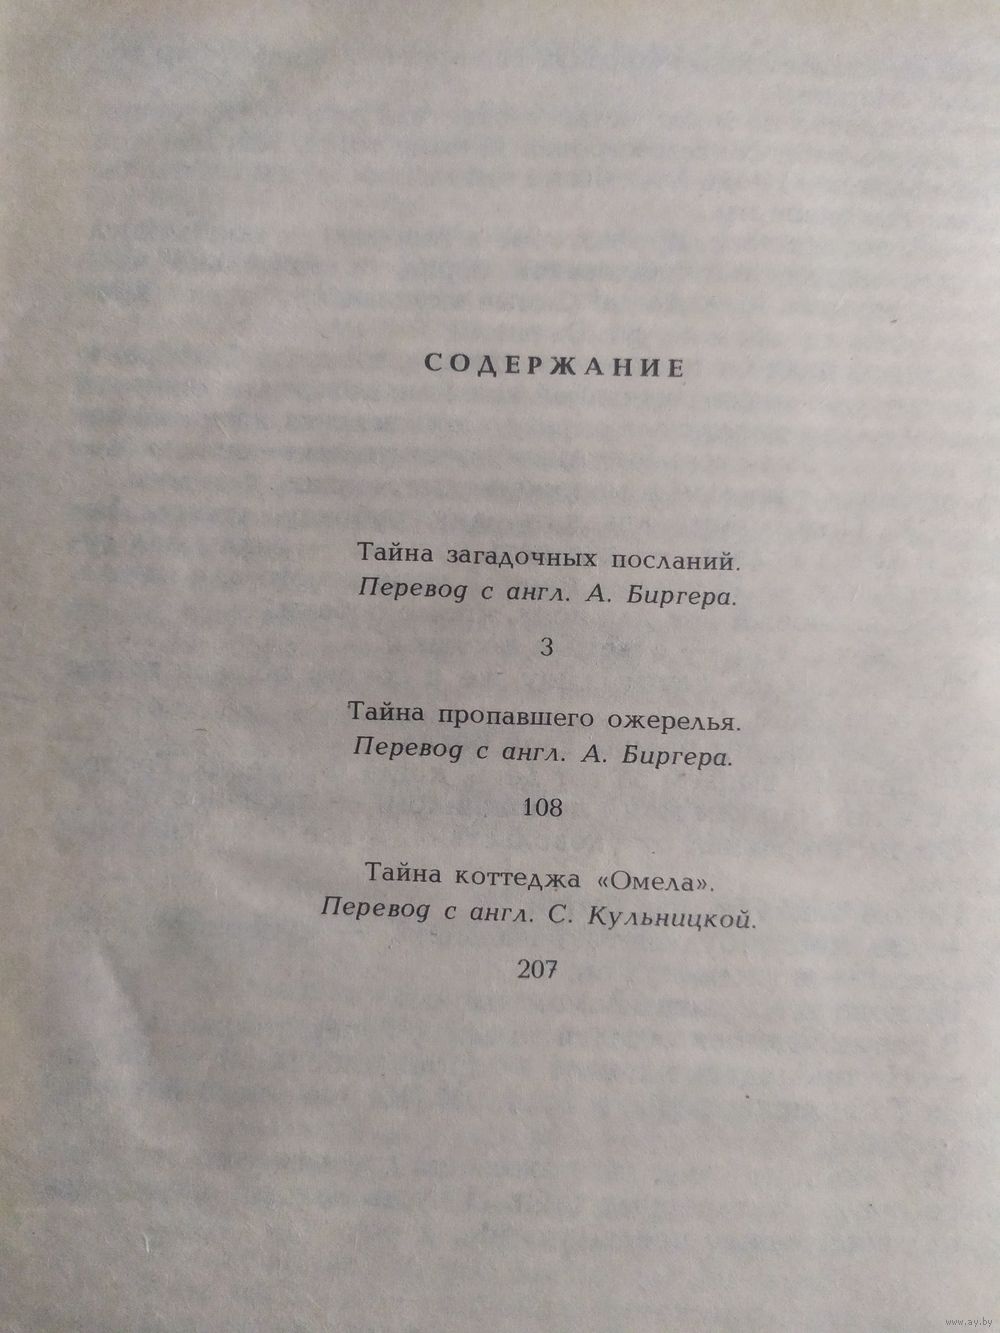 СОДЕРЖАНИЕ
Тайна загадочных посланий.
Перевод с англ. А. Биргера.
3
Тайна пропавшего ожерелья.
Перевод с англ. А. Биргера.
108
Тайна коттеджа «Омела».
Перевод с англ. С. Кульницкой.
207
www.ay.by